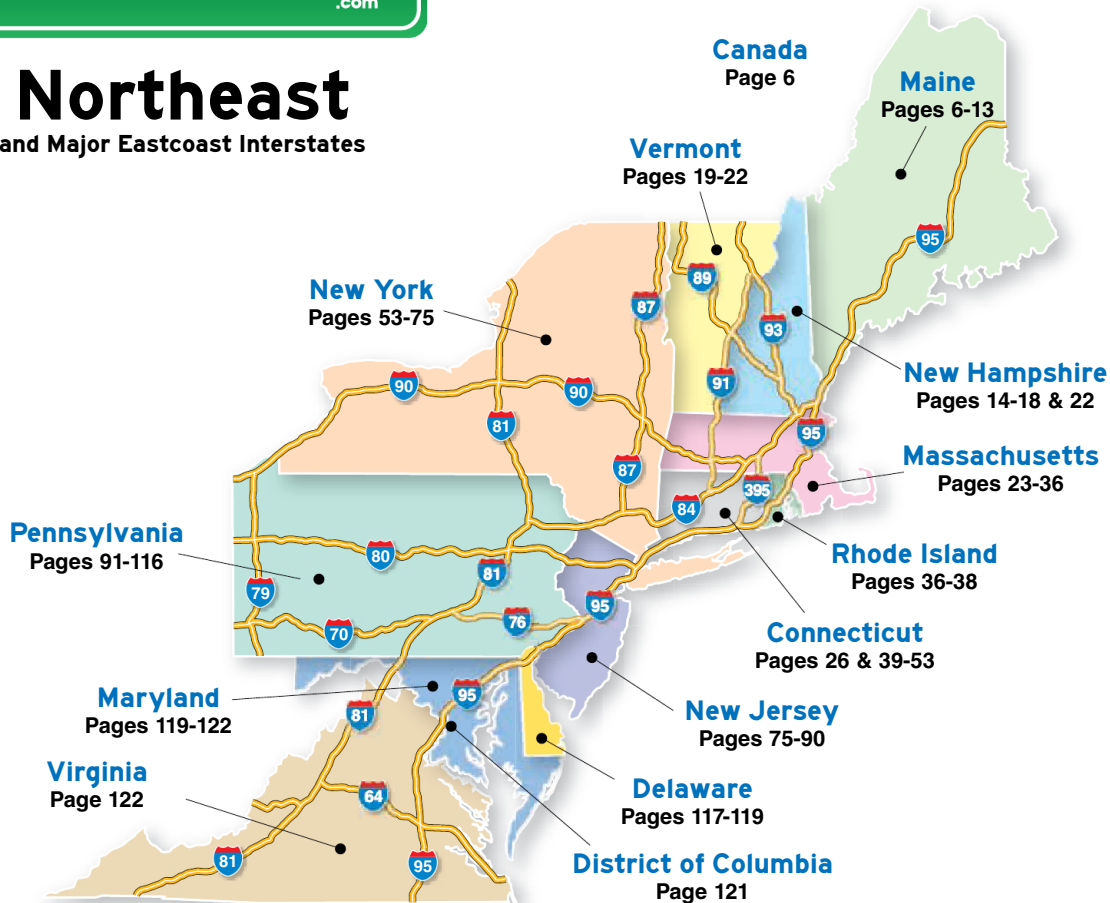 .com
Northeast
and Major Eastcoast Interstates
Canada
Page 6
Maine
Pages 6-13
Vermont
Pages 19-22
New York
Pages 53-75
New Hampshire
Pages 14-18 & 22
Massachusetts
Pages 23-36
Pennsylvania
Pages 91-116
Rhode Island
Pages 36-38
Connecticut
Pages 26 & 39-53
Maryland
Pages 119-122
New Jersey
Pages 75-90
Virginia
Page 122
Delaware
Pages 117-119
District of Columbia
Page 121
95
89
87
93
90
90
91
81
95
87
395
84
80
81
79
95
76
70
95
81
64
81
95